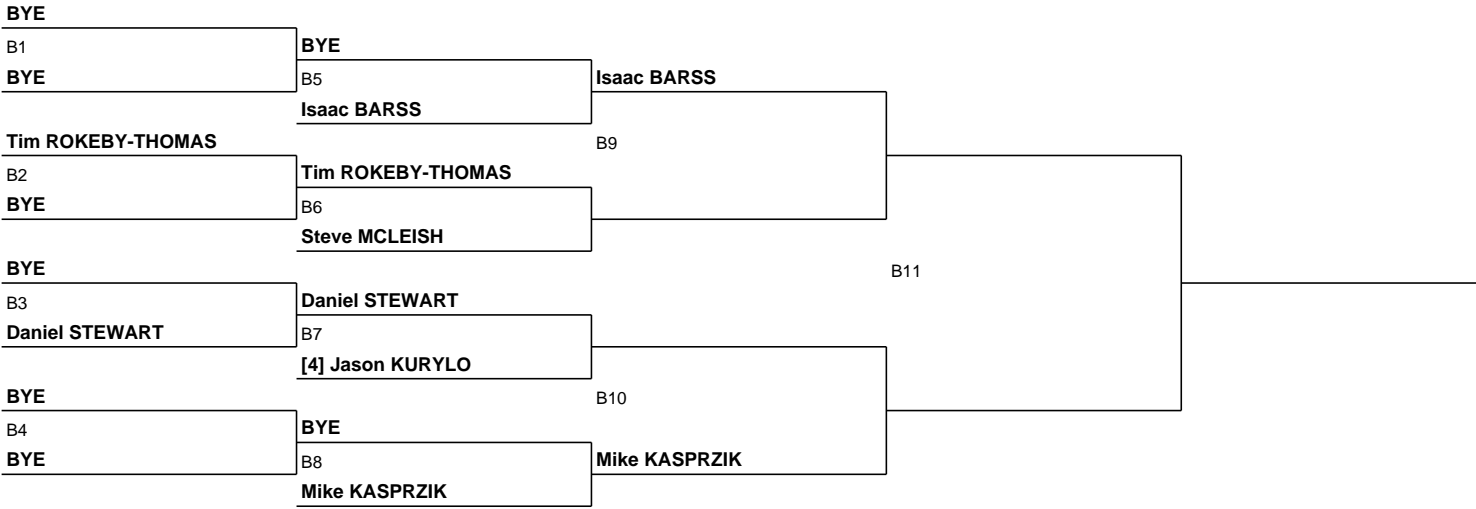 BYE
B1
BYE
BYE
B5
Isaac BARSS
Isaac BARSS
Tim ROKEBY-THOMAS
B9
B2
Tim ROKEBY-THOMAS
BYE
B6
Steve MCLEISH
BYE
B11
B3
Daniel STEWART
Daniel STEWART
B7
[4] Jason KURYLO
BYE
B10
B4
BYE
BYE
B8
Mike KASPRZIK
Mike KASPRZIK